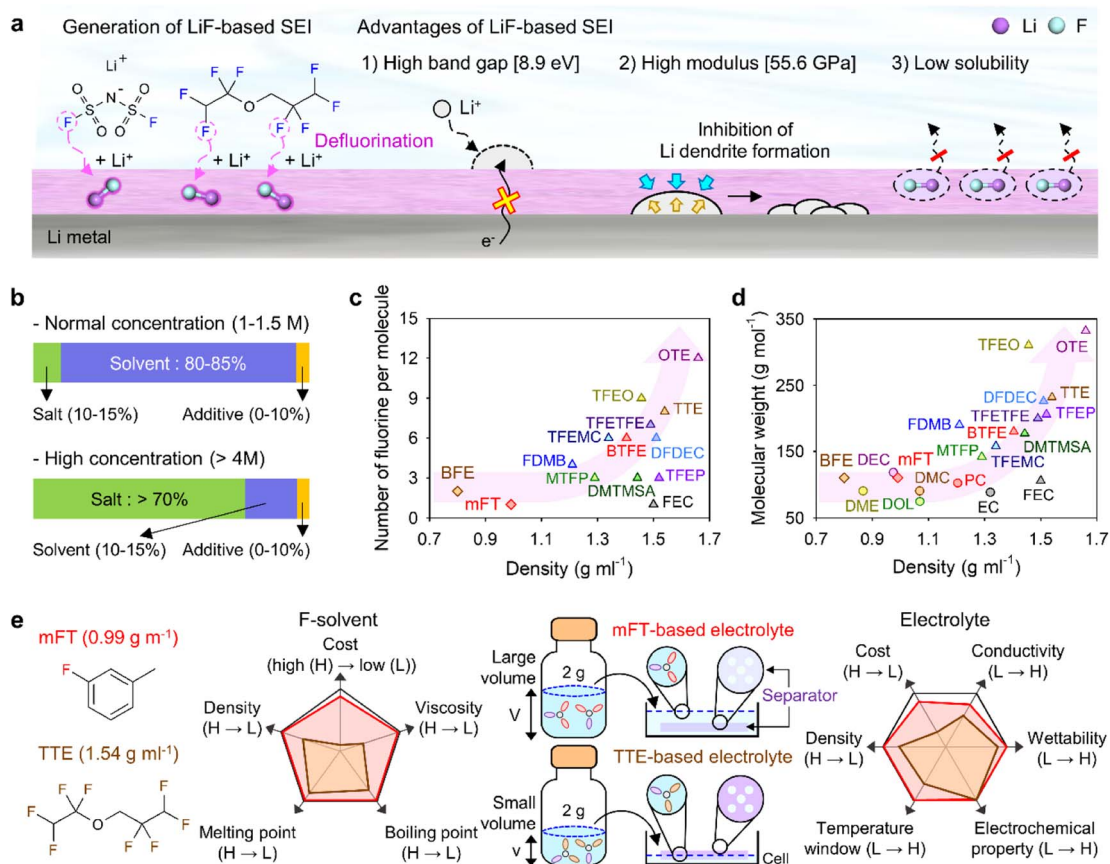 a
Generation of LiF-based SEI
Advantages of LiF-based SEI
Li F
1) High band gap [8.9 eV]
2) High modulus [55.6 GPa]
3) Low solubility
Li+
F
S
O
O
N-
S
O
O
F
F
F
F
F
O
F
F
F
F
Defluorination
+ Li+
+ Li+
+ Li+
Li+
e-
Inhibition of
Li dendrite formation
Li metal
b
- Normal concentration (1-1.5 M)
Solvent : 80-85%
Salt (10-15%)
Additive (0-10%)
- High concentration (> 4M)
Salt : > 70%
Solvent (10-15%)
Additive (0-10%)
c
Number of fluorine per molecule
15
12
9
6
3
0
OTE
TFEO
TTE
TFETFE
TFEMC
BTFE
DFDEC
FDMB
MTFP
TFEP
DMTMSA
BFE
mFT
FEC
0.7 0.9 1.1 1.3 1.5 1.7
Density (g ml-1)
d
Molecular weight (g mol-1)
350
250
150
50
TFEO
OTE
DFDEC
TTE
TFETFE
TFEP
FDMB
BTFE
DMTMSA
MTFP
TFEMC
BFE
DEC
mFT
DMC
PC
FEC
DME
DOL
EC
0.7 0.9 1.1 1.3 1.5 1.7
Density (g ml-1)
e
mFT (0.99 g m-1)
F
TTE (1.54 g ml-1)
F
F
F
F
O
F
F
F
F
F-solvent
Cost
(high (H) → low (L))
Density
(H → L)
Viscosity
(H → L)
Melting point
(H → L)
Boiling point
(H → L)
mFT-based electrolyte
Large
volume
2 g
V
Separator
TTE-based electrolyte
Small
volume
2 g
v
Cell
Electrolyte
Cost
(H → L)
Conductivity
(L → H)
Density
(H → L)
Wettability
(L → H)
Temperature
window (L → H)
Electrochemical
property (L → H)